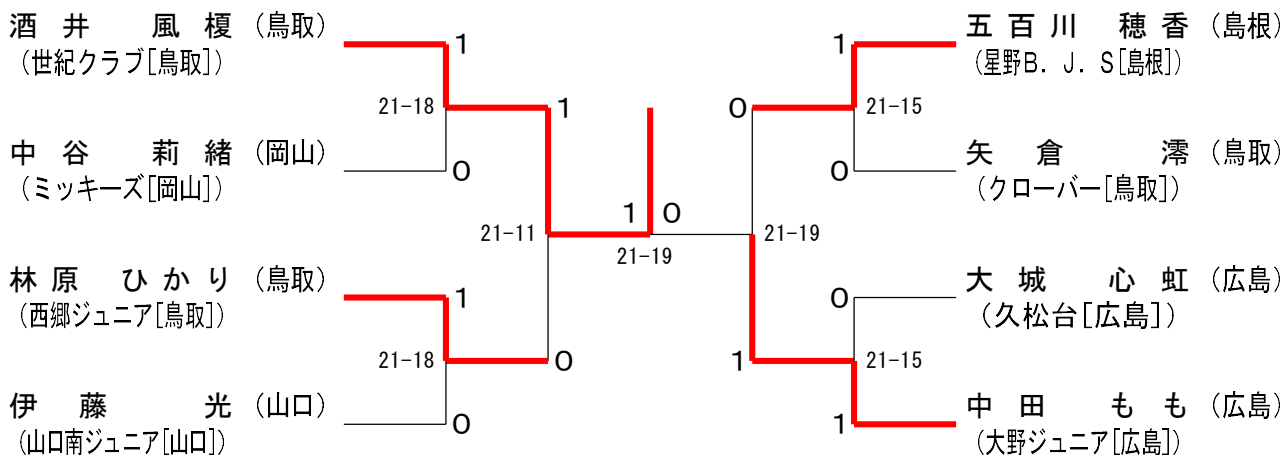 酒井 風榎 (鳥取)
(世紀クラブ[鳥取])
1
21-18
中谷 莉緒 (岡山)
(ミッキーズ[岡山])
0
1
21-11
林原 ひかり (鳥取)
(西郷ジュニア[鳥取])
1
21-18
0
伊藤 光 (山口)
(山口南ジュニア[山口])
0
1 0
21-19
五百川 穂香 (島根)
(星野B.J.S[島根])
1
0
21-15
矢倉 澪 (鳥取)
(クローバー[鳥取])
0
21-19
大城 心虹 (広島)
(久松台[広島])
0
1
21-15
中田 もも (広島)
(大野ジュニア[広島])
1